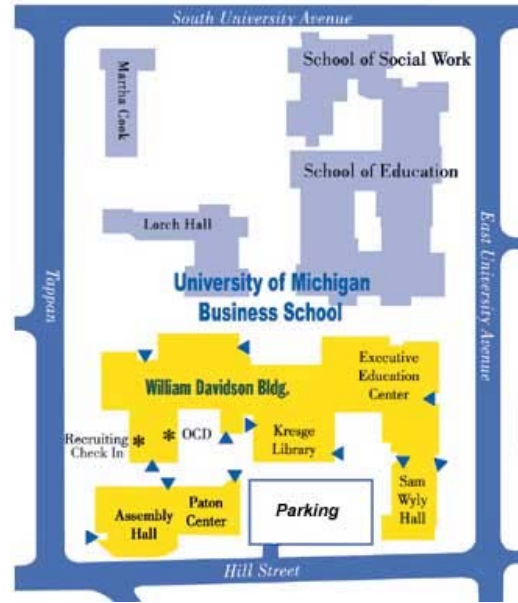 South University Avenue
Martha Cook
School of Social Work
School of Education
Lorch Hall
Tappan
East University Avenue
University of Michigan
Business School
William Davidson Bldg.
Executive
Education
Center
Recruiting
Check In
* * OCD
Kresge
Library
Sam
Wyly
Hall
Assembly
Hall
Paton
Center
Parking
Hill Street